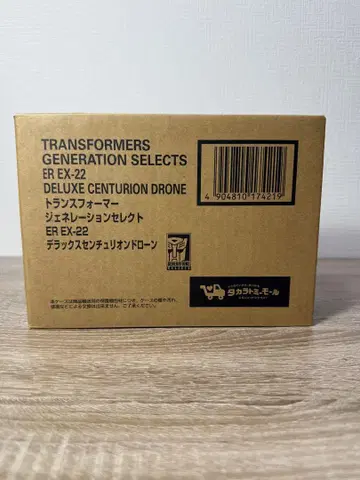 TRANSFORMERS
GENERATION SELECTS
ER EX-22
DELUXE CENTURION DRONE
トランスフォーマー
ジェネレーションセレクト
ER EX-22
デラックスセンチュリオンドローン
4 904810 174219
タカラトミーモール